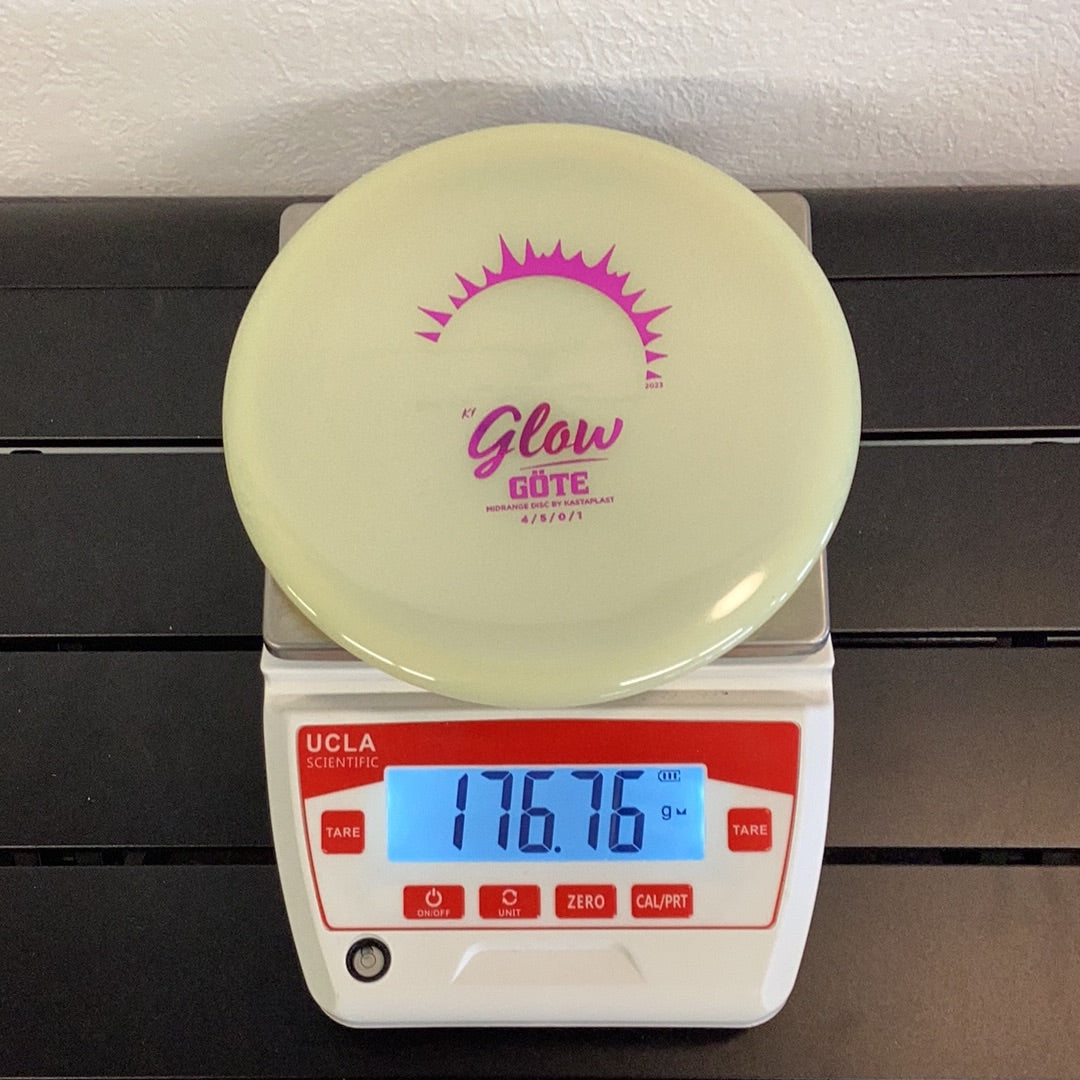 2023
K1
Glow
GÖTE
MIDRANGE DISC BY KASTAPLAST
4/5/0/1
UCLA
SCIENTIFIC
176.76
g
TARE
TARE
ON/OFF
UNIT
ZERO
CAL/PRT